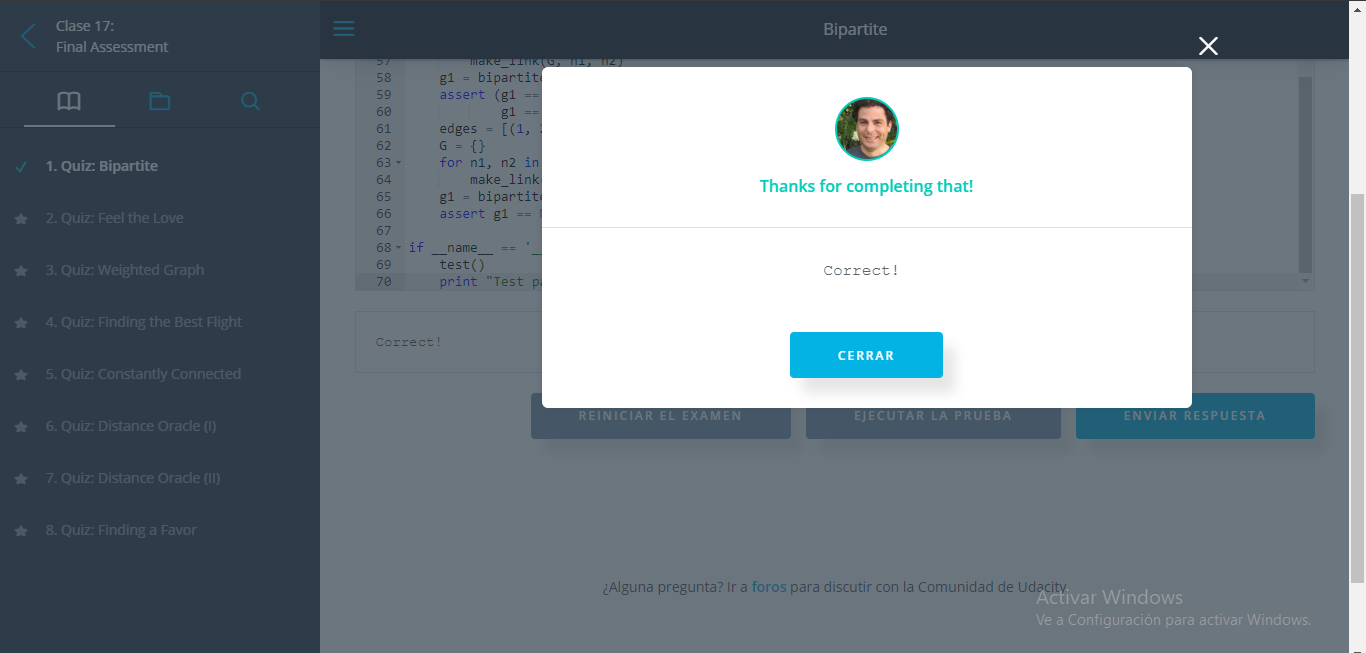 Clase 17:
Final Assessment
Bipartite
1. Quiz: Bipartite
2. Quiz: Feel the Love
3. Quiz: Weighted Graph
4. Quiz: Finding the Best Flight
5. Quiz: Constantly Connected
6. Quiz: Distance Oracle (I)
7. Quiz: Distance Oracle (II)
8. Quiz: Finding a Favor
57 make_link(G, n1, n2)
58 g1 = bipartite
59 assert (g1 ==
60 g1 ==
61 edges = [(1,
62 G = {}
63 for n1, n2 in
64 make_link
65 g1 = bipartite
66 assert g1 ==
67
68 if __name__ == '__
69 test()
70 print "Test pa
Thanks for completing that!
Correct!
CERRAR
Correct!
REINICIAR EL EXAMEN
EJECUTAR LA PRUEBA
ENVIAR RESPUESTA
¿Alguna pregunta? Ir a foros para discutir con la Comunidad de Udacity.
Activar Windows
Ve a Configuración para activar Windows.